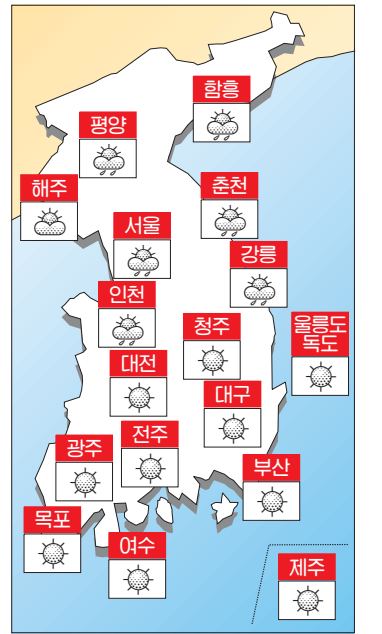 함흥
평양
해주
춘천
서울
강릉
인천
청주
울릉도
독도
대전
대구
전주
광주
부산
목포
여수
제주